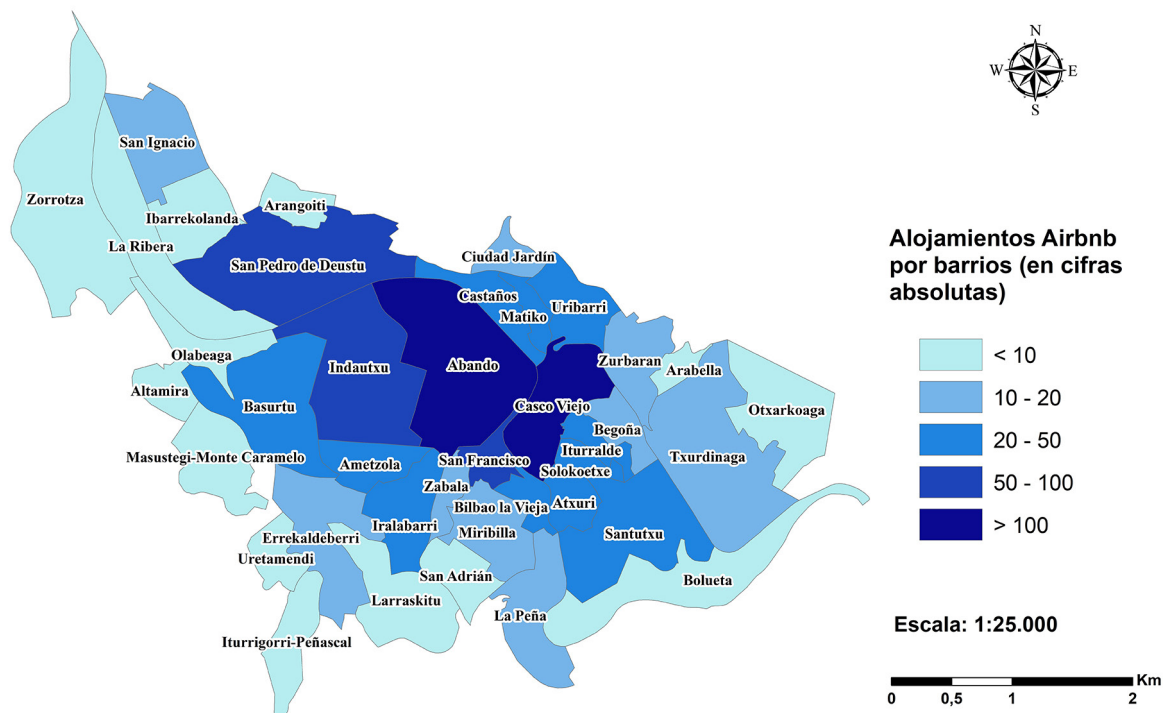 N
W
E
S
San Ignacio
Zorrotza
Arangoiti
Ibarrekolanda
La Ribera
San Pedro de Deustu
Ciudad Jardín
Castaños
Uribarri
Matiko
Olabeaga
Indautxu
Abando
Zurbaran
Arabella
Altamira
Basurtu
Casco Viejo
Otxarkoaga
Begoña
Masustegi-Monte Caramelo
Ametzola
San Francisco
Iturralde
Txurdinaga
Solokoetxe
Zabala
Bilbao la Vieja
Atxuri
Iralabarri
Miribilla
Santutxu
Errekaldeberri
Uretamendi
San Adrián
Bolueta
Larraskitu
La Peña
Iturrigorri-Peñascal
Alojamientos Airbnb
por barrios (en cifras
absolutas)
< 10
10 - 20
20 - 50
50 - 100
> 100
Escala: 1:25.000
Km
0 0,5 1 2